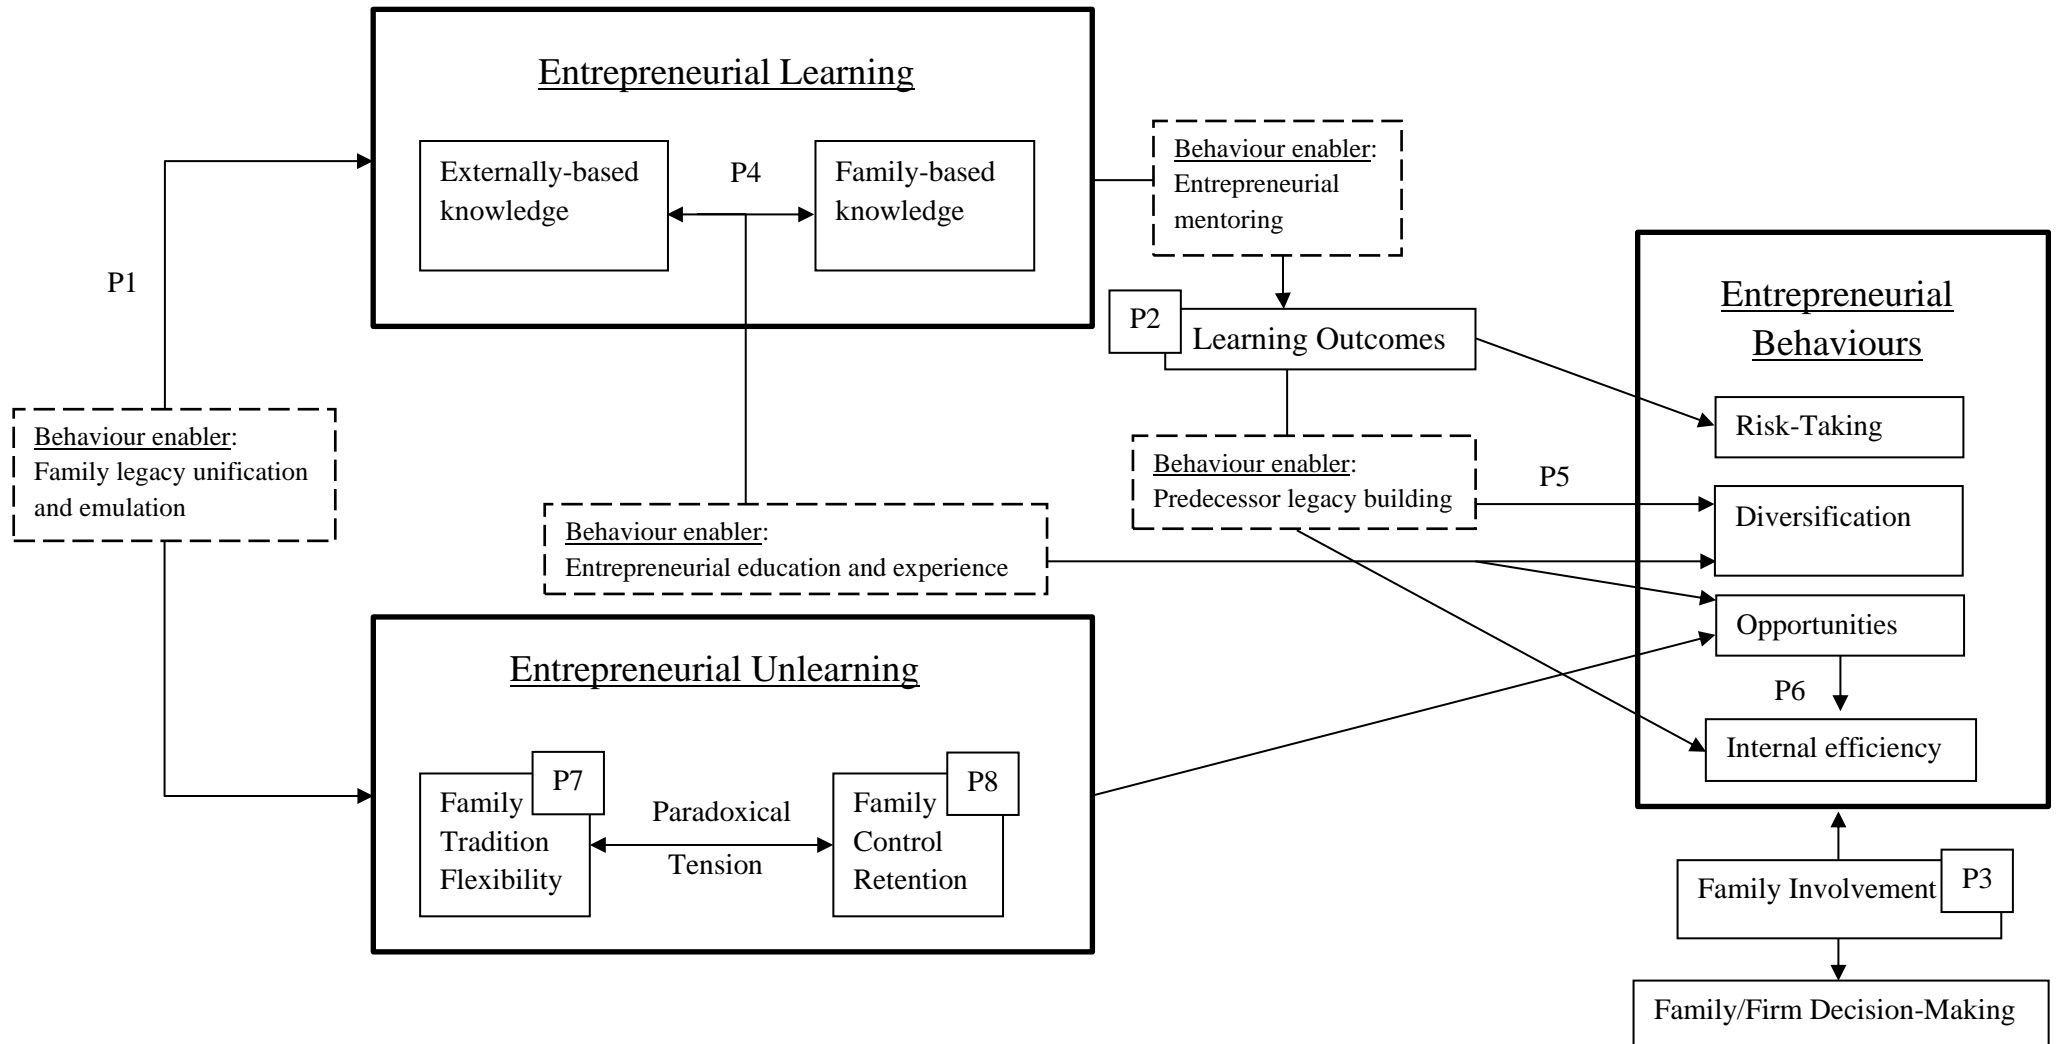 Entrepreneurial Learning
Externally-based
knowledge
P4
Family-based
knowledge
Behaviour enabler:
Entrepreneurial
mentoring
P1
P2
Learning Outcomes
Entrepreneurial
Behaviours
Risk-Taking
Behaviour enabler:
Family legacy unification
and emulation
Behaviour enabler:
Predecessor legacy building
P5
Diversification
Behaviour enabler:
Entrepreneurial education and experience
Opportunities
P6
Internal efficiency
Entrepreneurial Unlearning
P7
Family
Tradition
Flexibility
Paradoxical
Tension
P8
Family
Control
Retention
Family Involvement
P3
Family/Firm Decision-Making